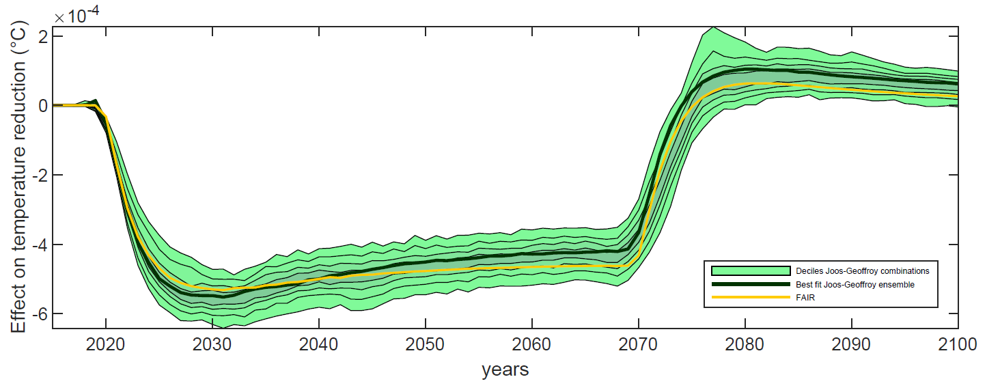 ×10-4
Effect on temperature reduction (°C)
2
0
-2
-4
-6
Deciles Joos-Geoffroy combinations
Best fit Joos-Geoffroy ensemble
FAIR
2020 2030 2040 2050 2060 2070 2080 2090 2100
years